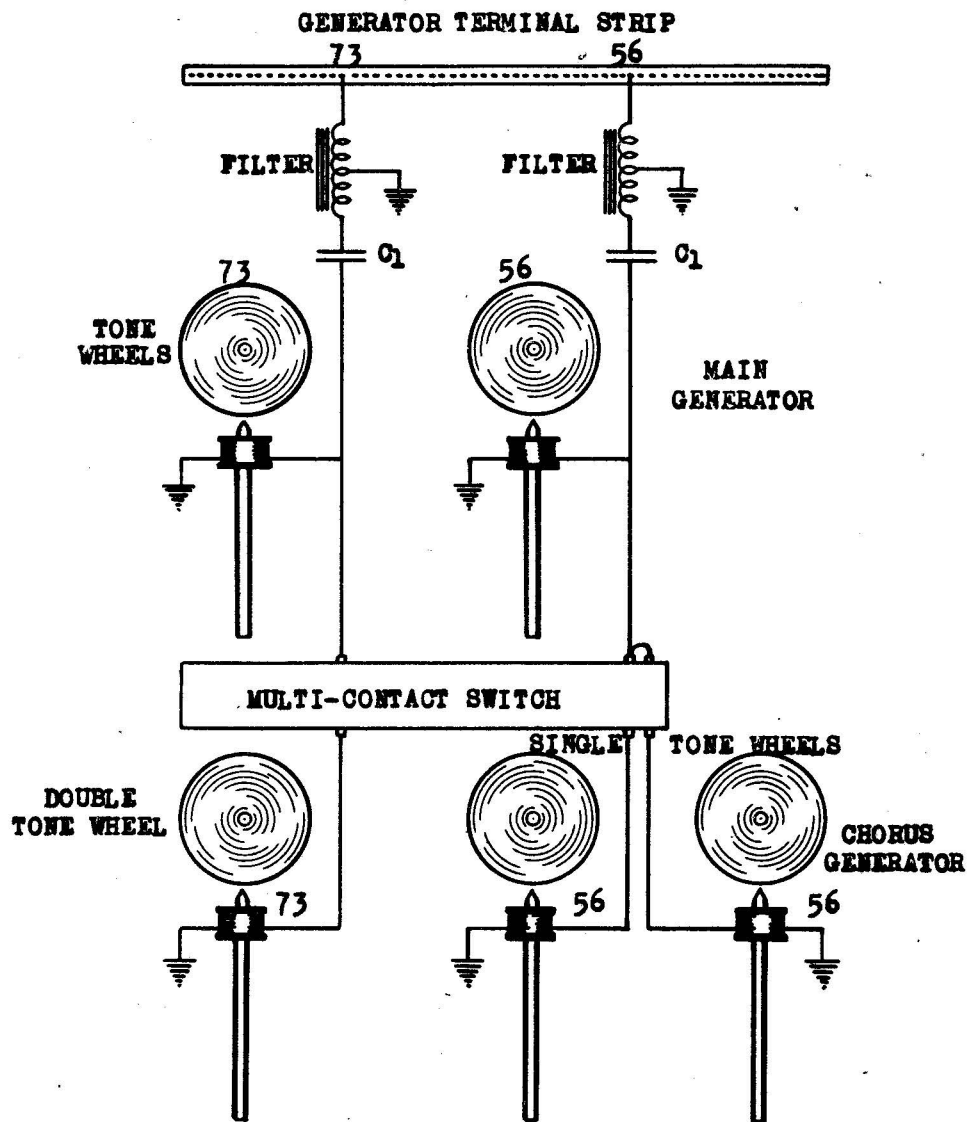 GENERATOR TERMINAL STRIP
73
56
FILTER
FILTER
C1
C1
73
56
TONE
WHEELS
MAIN
GENERATOR
MULTI-CONTACT SWITCH
SINGLE TONE WHEELS
DOUBLE
TONE WHEEL
CHORUS
GENERATOR
73
56
56